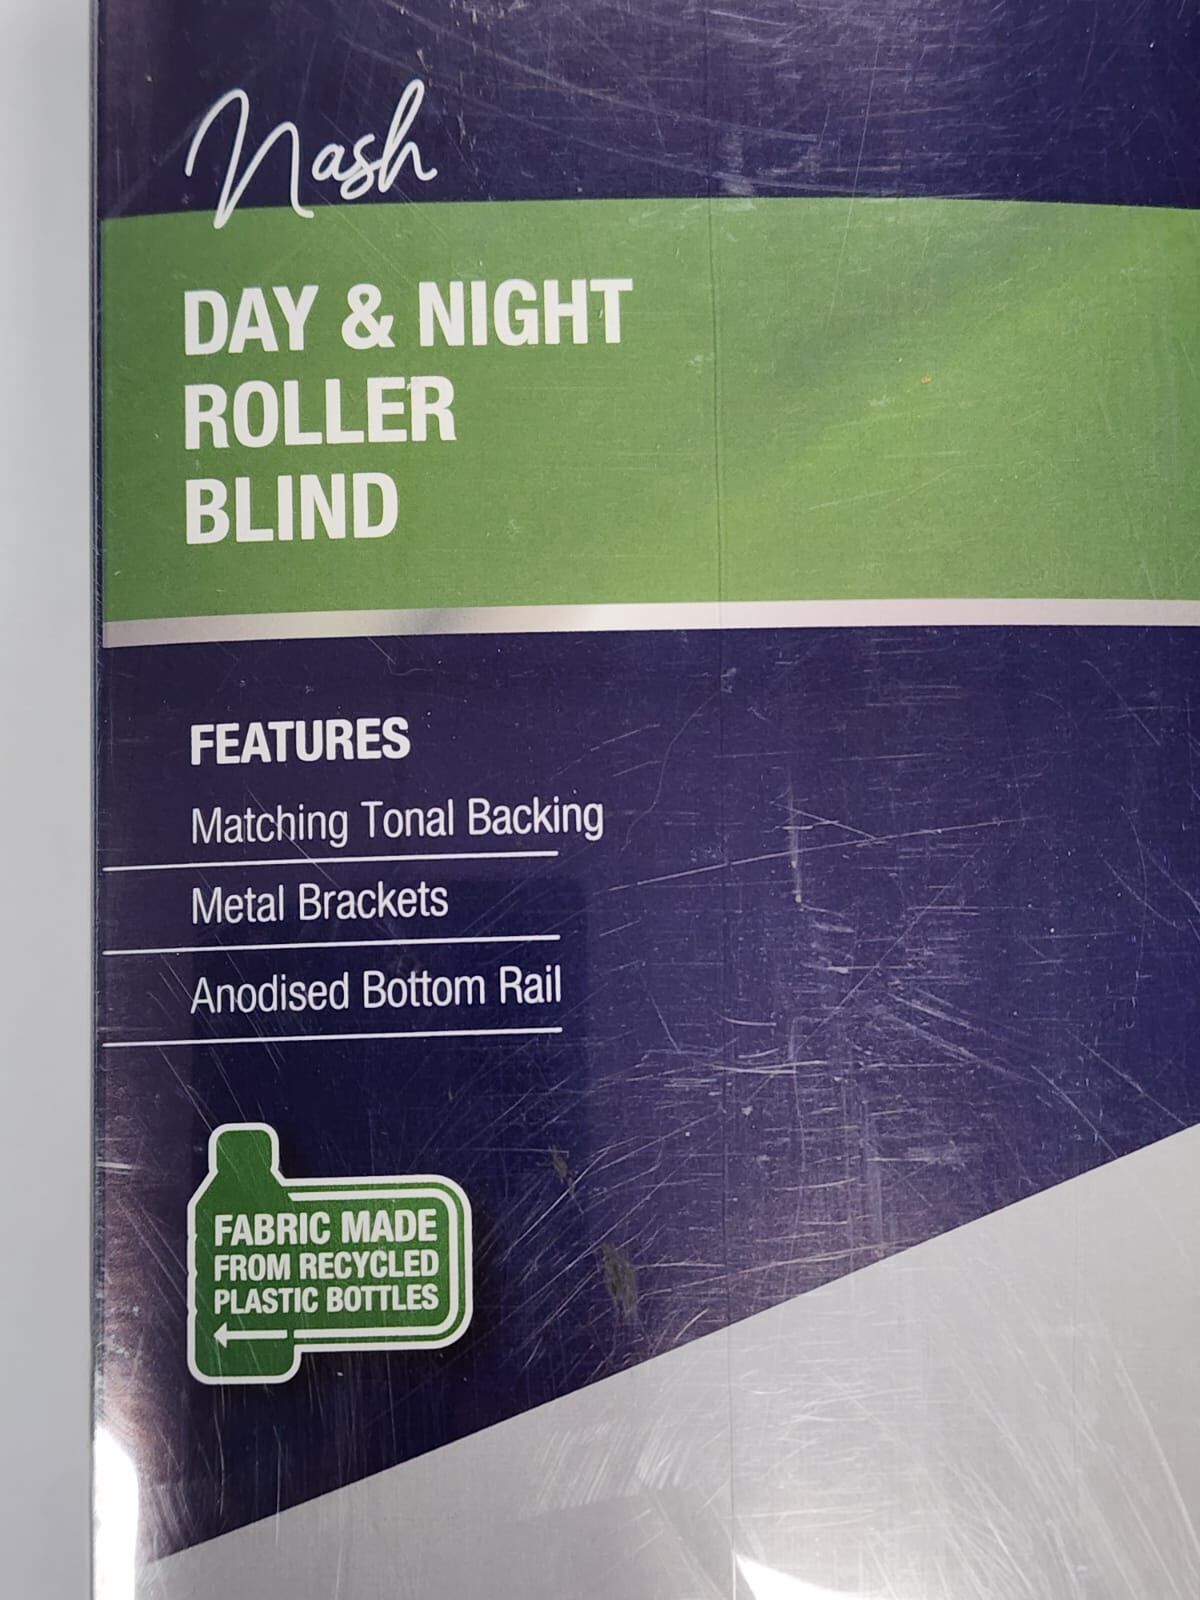 Nash
DAY & NIGHT
ROLLER
BLIND
FEATURES
Matching Tonal Backing
Metal Brackets
Anodised Bottom Rail
FABRIC MADE
FROM RECYCLED
PLASTIC BOTTLES